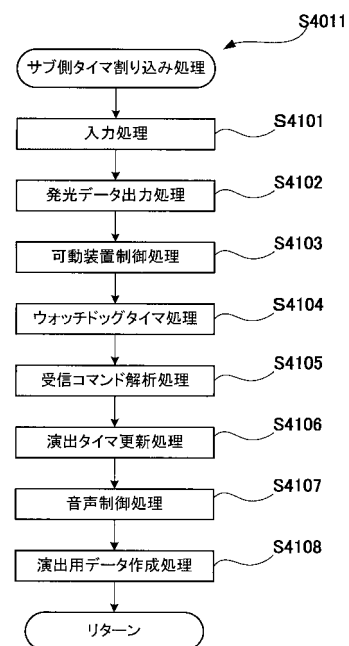 S4011
サブ側タイマ割り込み処理
S4101
入力処理
S4102
発光データ出力処理
S4103
可動装置制御処理
S4104
ウォッチドッグタイマ処理
S4105
受信コマンド解析処理
S4106
演出タイマ更新処理
S4107
音声制御処理
S4108
演出用データ作成処理
リターン